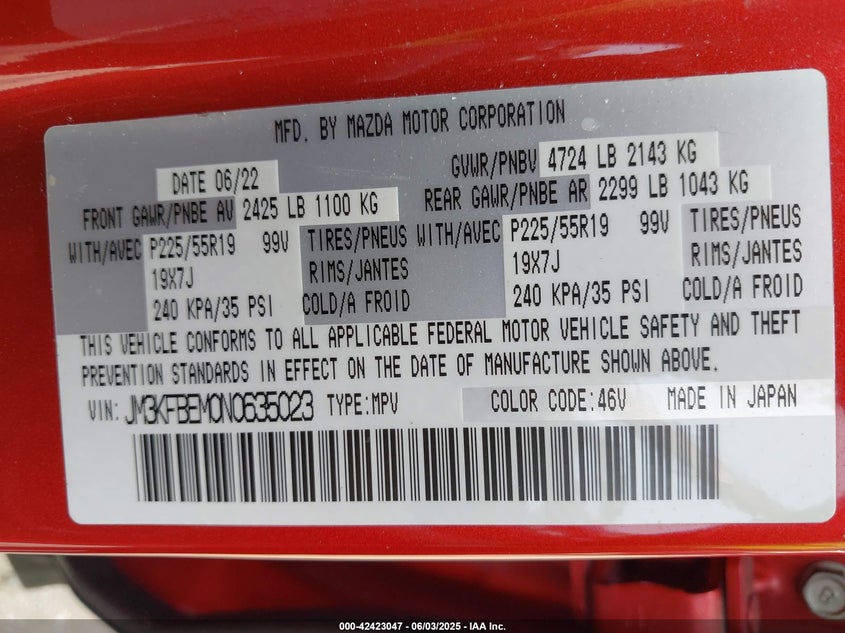 MFD. BY MAZDA MOTOR CORPORATION
DATE 06/22 GVWR/PNBV 4724 LB 2143 KG
FRONT GAWR/PNBE AV 2425 LB 1100 KG REAR GAWR/PNBE AR 2299 LB 1043 KG
WITH/AVEC P225/55R19 99V TIRES/PNEUS WITH/AVEC P225/55R19 99V TIRES/PNEUS
19X7J RIMS/JANTES 19X7J RIMS/JANTES
240 KPA/35 PSI COLD/A FROID 240 KPA/35 PSI COLD/A FROID
THIS VEHICLE CONFORMS TO ALL APPLICABLE FEDERAL MOTOR VEHICLE SAFETY AND THEFT
PREVENTION STANDARDS IN EFFECT ON THE DATE OF MANUFACTURE SHOWN ABOVE.
VIN: JM3KFBEM0N0635023 TYPE:MPV COLOR CODE:46V MADE IN JAPAN
000-42423047 - 06/03/2025 - IAA Inc.